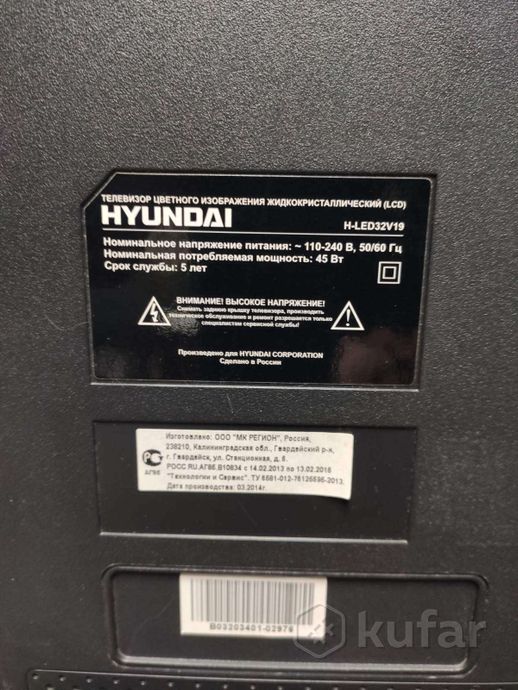 ТЕЛЕВИЗОР ЦВЕТНОГО ИЗОБРАЖЕНИЯ ЖИДКОКРИСТАЛЛИЧЕСКИЙ (LCD)
HYUNDAI
H-LED32V19
Номинальное напряжение питания: ~ 110-240 В, 50/60 Гц
Номинальная потребляемая мощность: 45 Вт
Срок службы: 5 лет
ВНИМАНИЕ! ВЫСОКОЕ НАПРЯЖЕНИЕ!
Снимать заднюю крышку телевизора, производить
техническое обслуживание и ремонт разрешается только
специалистам сервисной службы!
Произведено для HYUNDAI CORPORATION
Сделано в России
АГ86
Изготовлено: ООО "МК РЕГИОН", Россия,
238210, Калининградская обл., Гвардейский р-н,
г. Гвардейск, ул. Станционная, д. 6.
РОСС RU.АГ86.В10834 с 14.02.2013 по 13.02.2016
"Технологии и Сервис". ТУ 6581-012-76126595-2013.
Дата производства: 03.2014г.
B03203401-02976
kufar